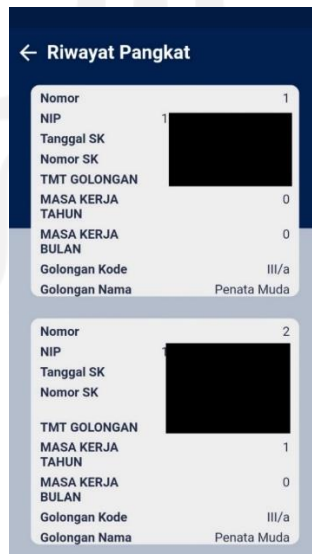 ← Riwayat Pangkat
Nomor 1
NIP 1
Tanggal SK
Nomor SK
TMT GOLONGAN
MASA KERJA 0
TAHUN
MASA KERJA 0
BULAN
Golongan Kode III/a
Golongan Nama Penata Muda
Nomor 2
NIP
Tanggal SK
Nomor SK
TMT GOLONGAN
MASA KERJA 1
TAHUN
MASA KERJA 0
BULAN
Golongan Kode III/a
Golongan Nama Penata Muda